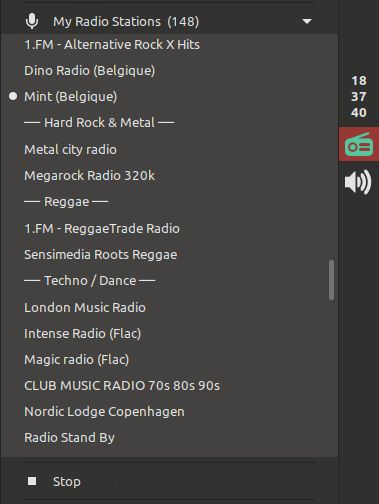 My Radio Stations (148)
1.FM - Alternative Rock X Hits
Dino Radio (Belgique)
Mint (Belgique)
── Hard Rock & Metal ──
Metal city radio
Megarock Radio 320k
── Reggae ──
1.FM - ReggaeTrade Radio
Sensimedia Roots Reggae
── Techno / Dance ──
London Music Radio
Intense Radio (Flac)
Magic radio (Flac)
CLUB MUSIC RADIO 70s 80s 90s
Nordic Lodge Copenhagen
Radio Stand By
Stop
18
37
40